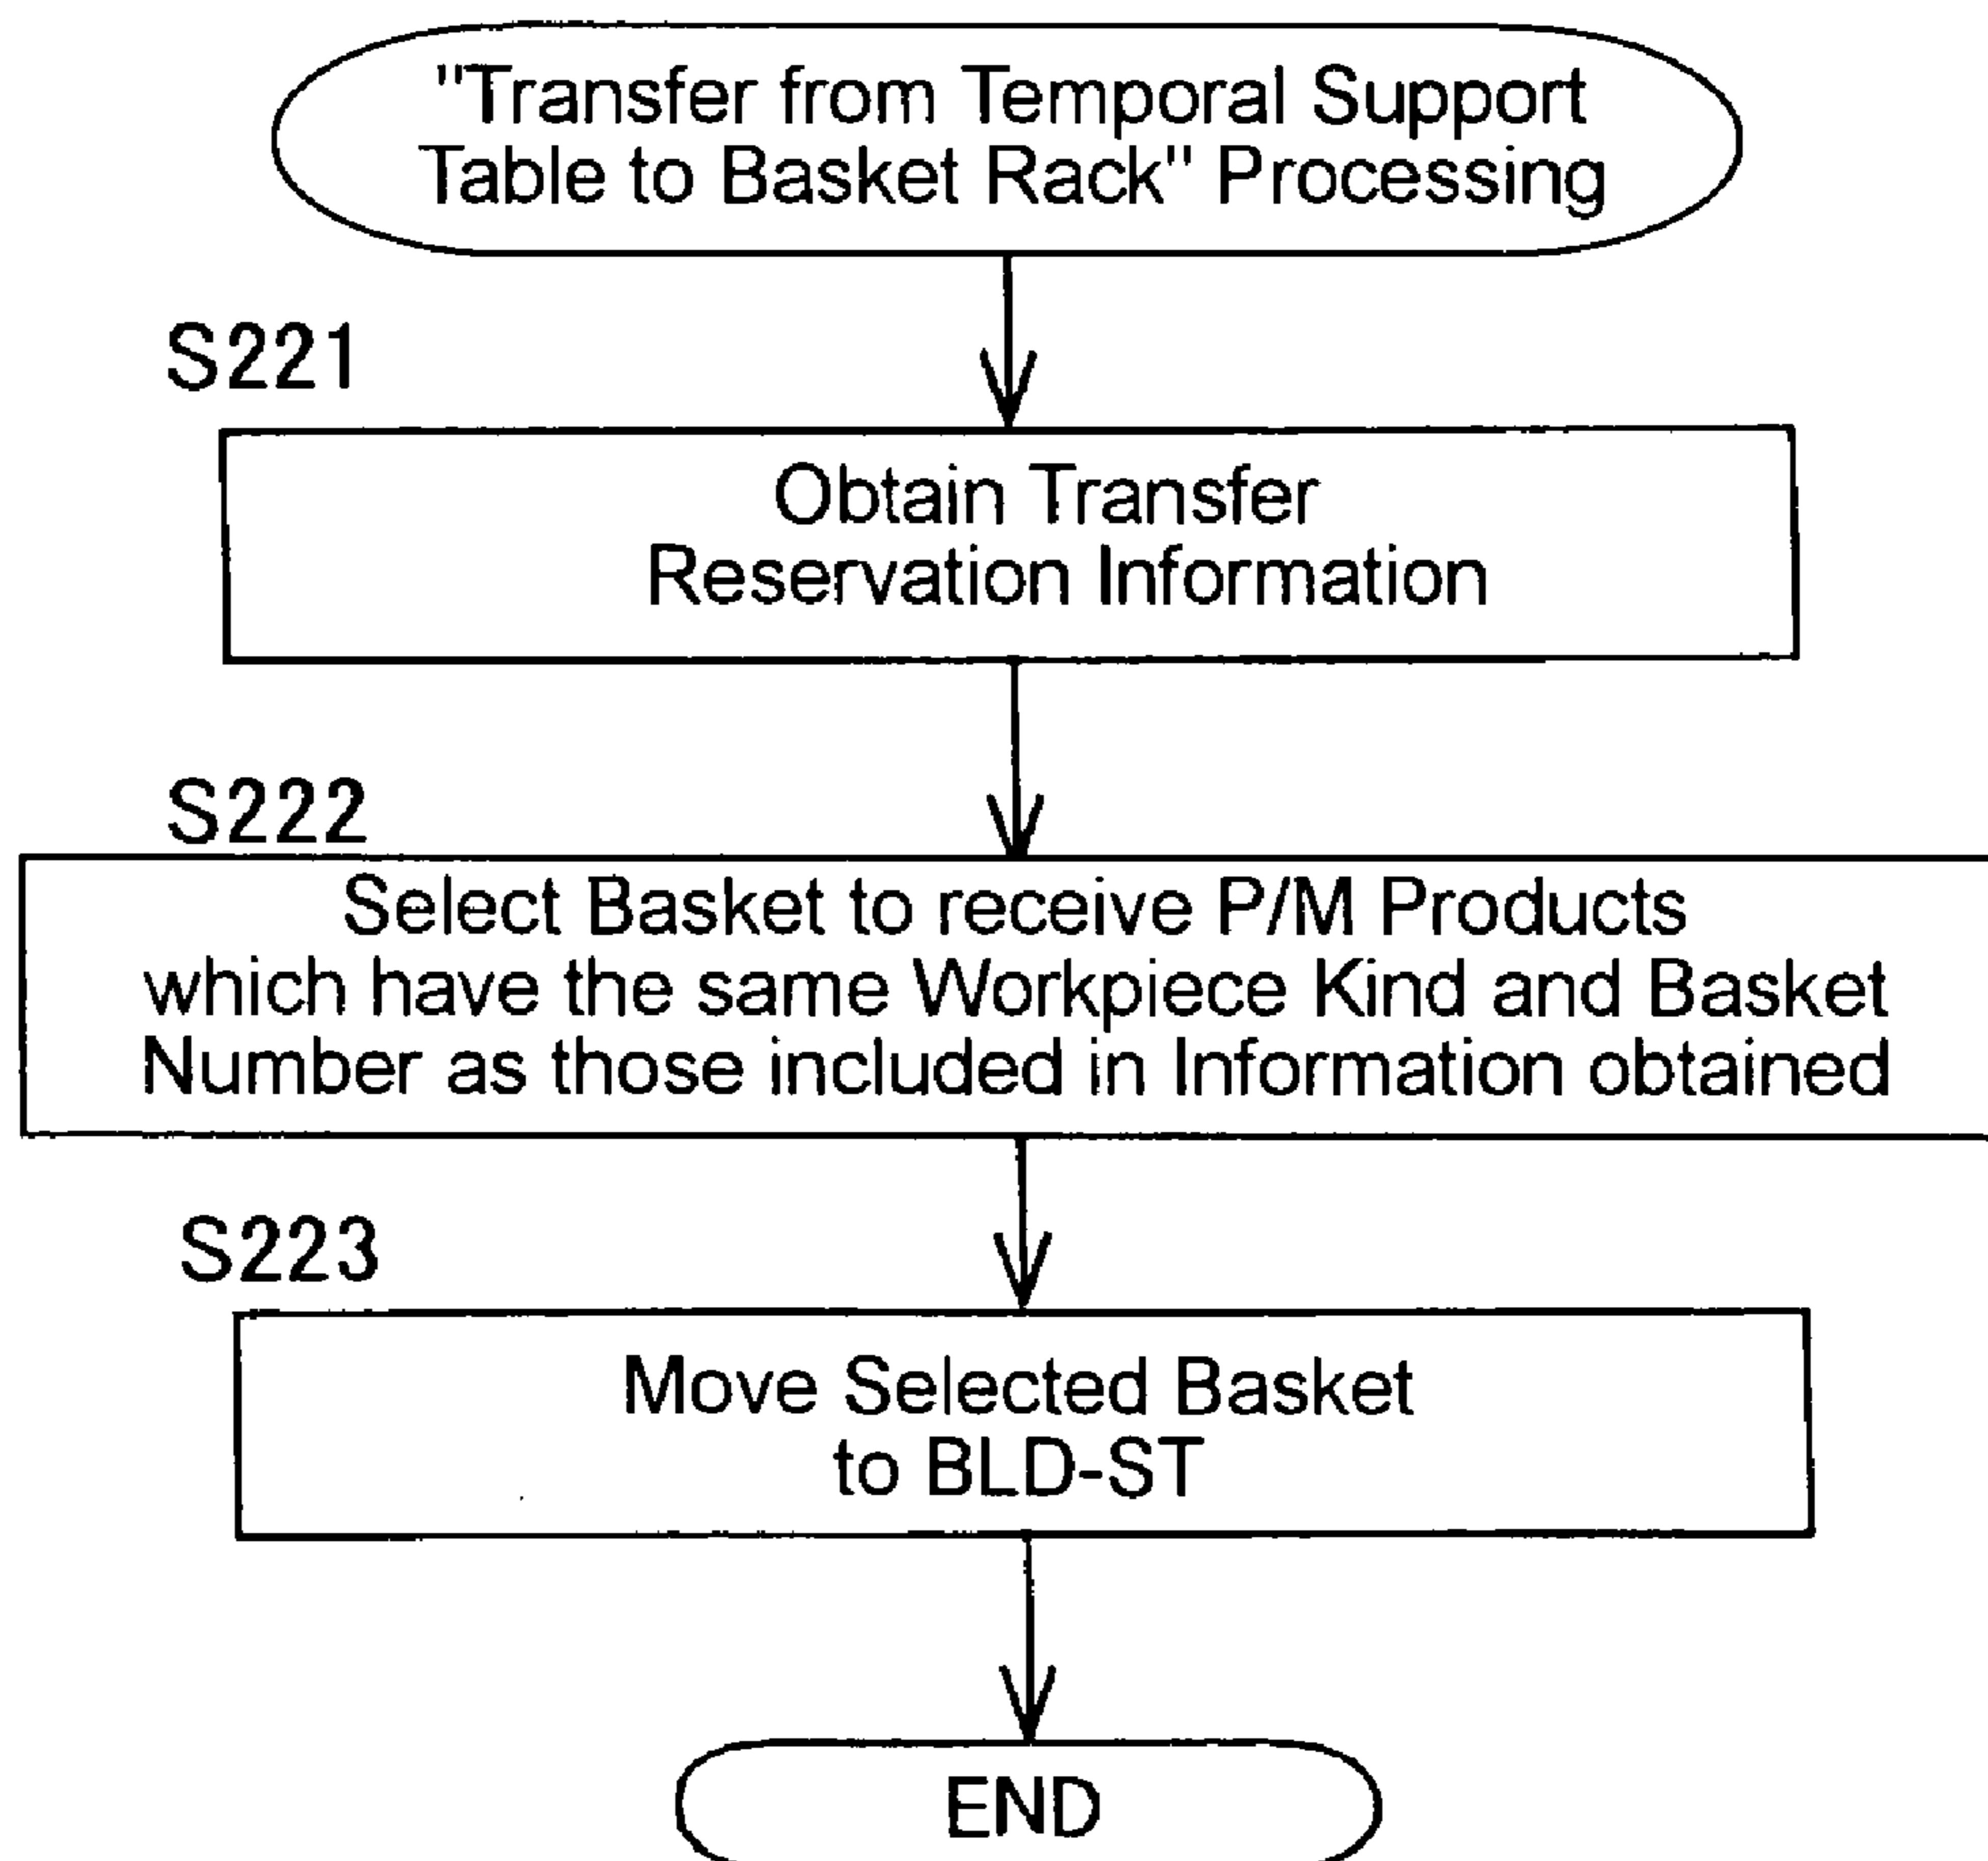 "Transfer from Temporal Support
Table to Basket Rack" Processing
S221
Obtain Transfer
Reservation Information
S222
Select Basket to receive P/M Products
which have the same Workpiece Kind and Basket
Number as those included in Information obtained
S223
Move Selected Basket
to BLD-ST
END